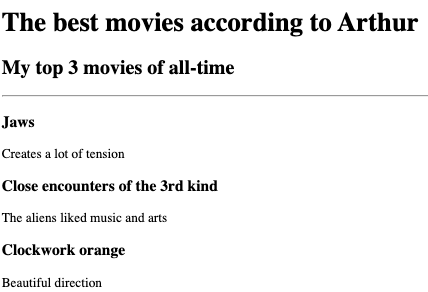 The best movies according to Arthur
My top 3 movies of all-time
Jaws
Creates a lot of tension
Close encounters of the 3rd kind
The aliens liked music and arts
Clockwork orange
Beautiful direction